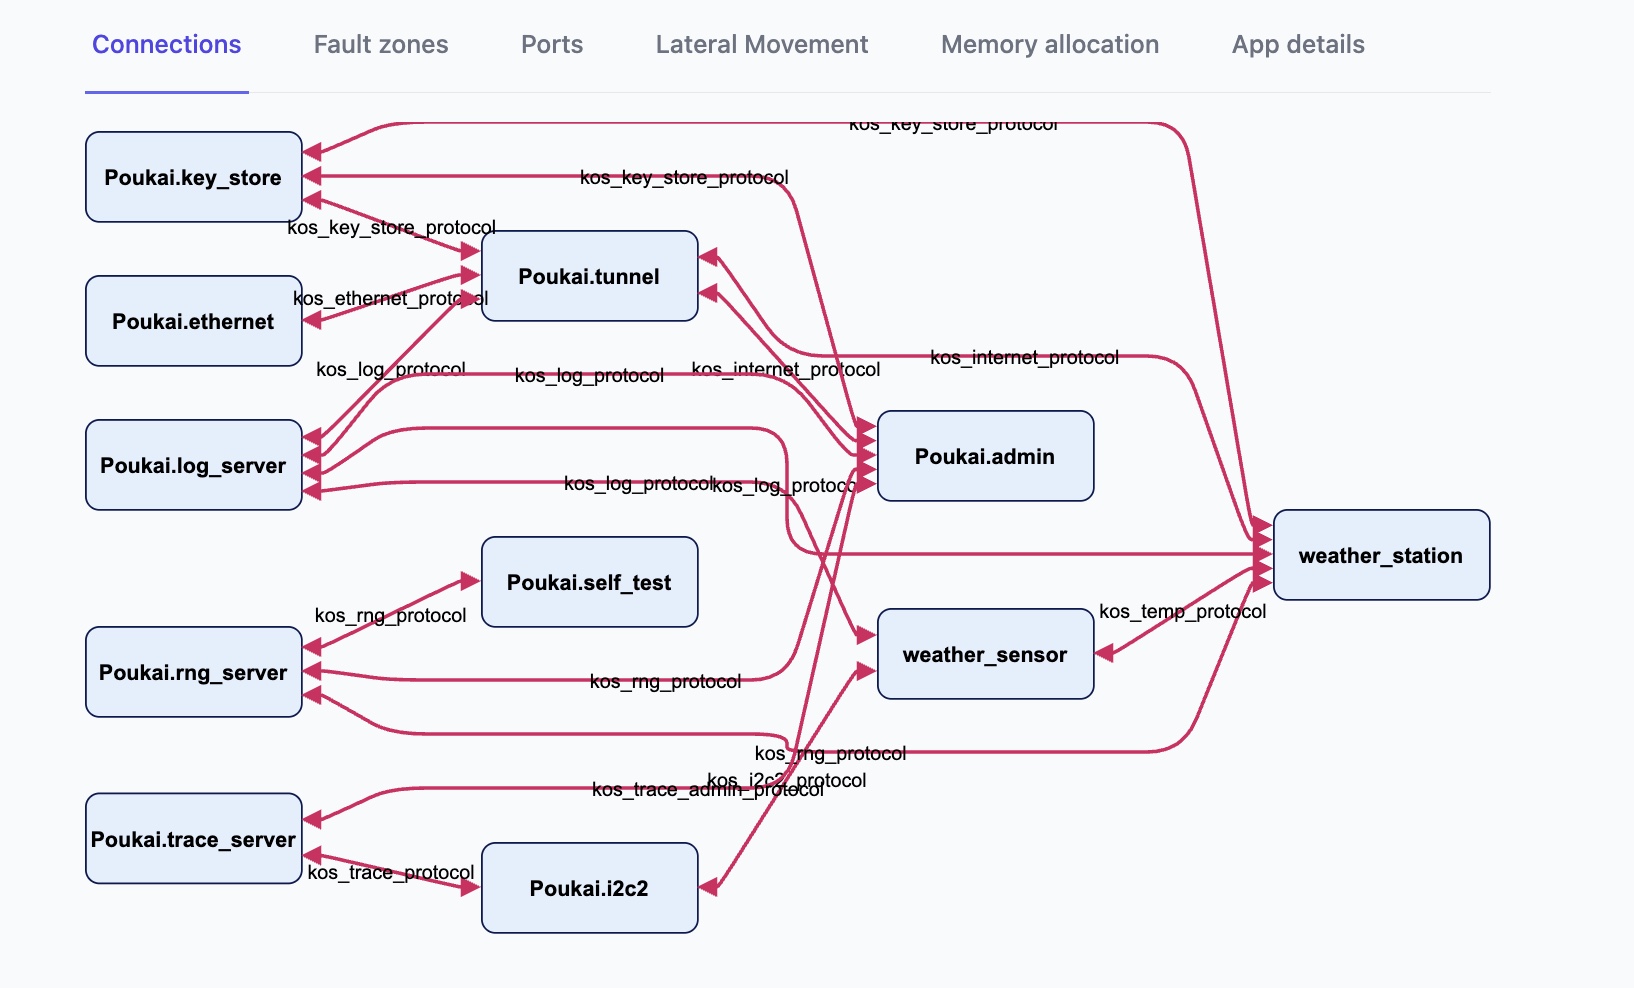 Connections
Fault zones
Ports
Lateral Movement
Memory allocation
App details
kos_key_store_protocol
Poukai.key_store
kos_key_store_protocol
kos_key_store_protocol
Poukai.tunnel
kos_ethernet_protocol
Poukai.ethernet
kos_internet_protocol
kos_log_protocol
kos_log_protocol
kos_internet_protocol
Poukai.admin
Poukai.log_server
kos_log_protocol
kos_log_protocol
weather_station
Poukai.self_test
kos_rng_protocol
kos_temp_protocol
weather_sensor
Poukai.rng_server
kos_rng_protocol
kos_rng_protocol
kos_i2c2_protocol
kos_trace_admin_protocol
Poukai.trace_server
kos_trace_protocol
Poukai.i2c2